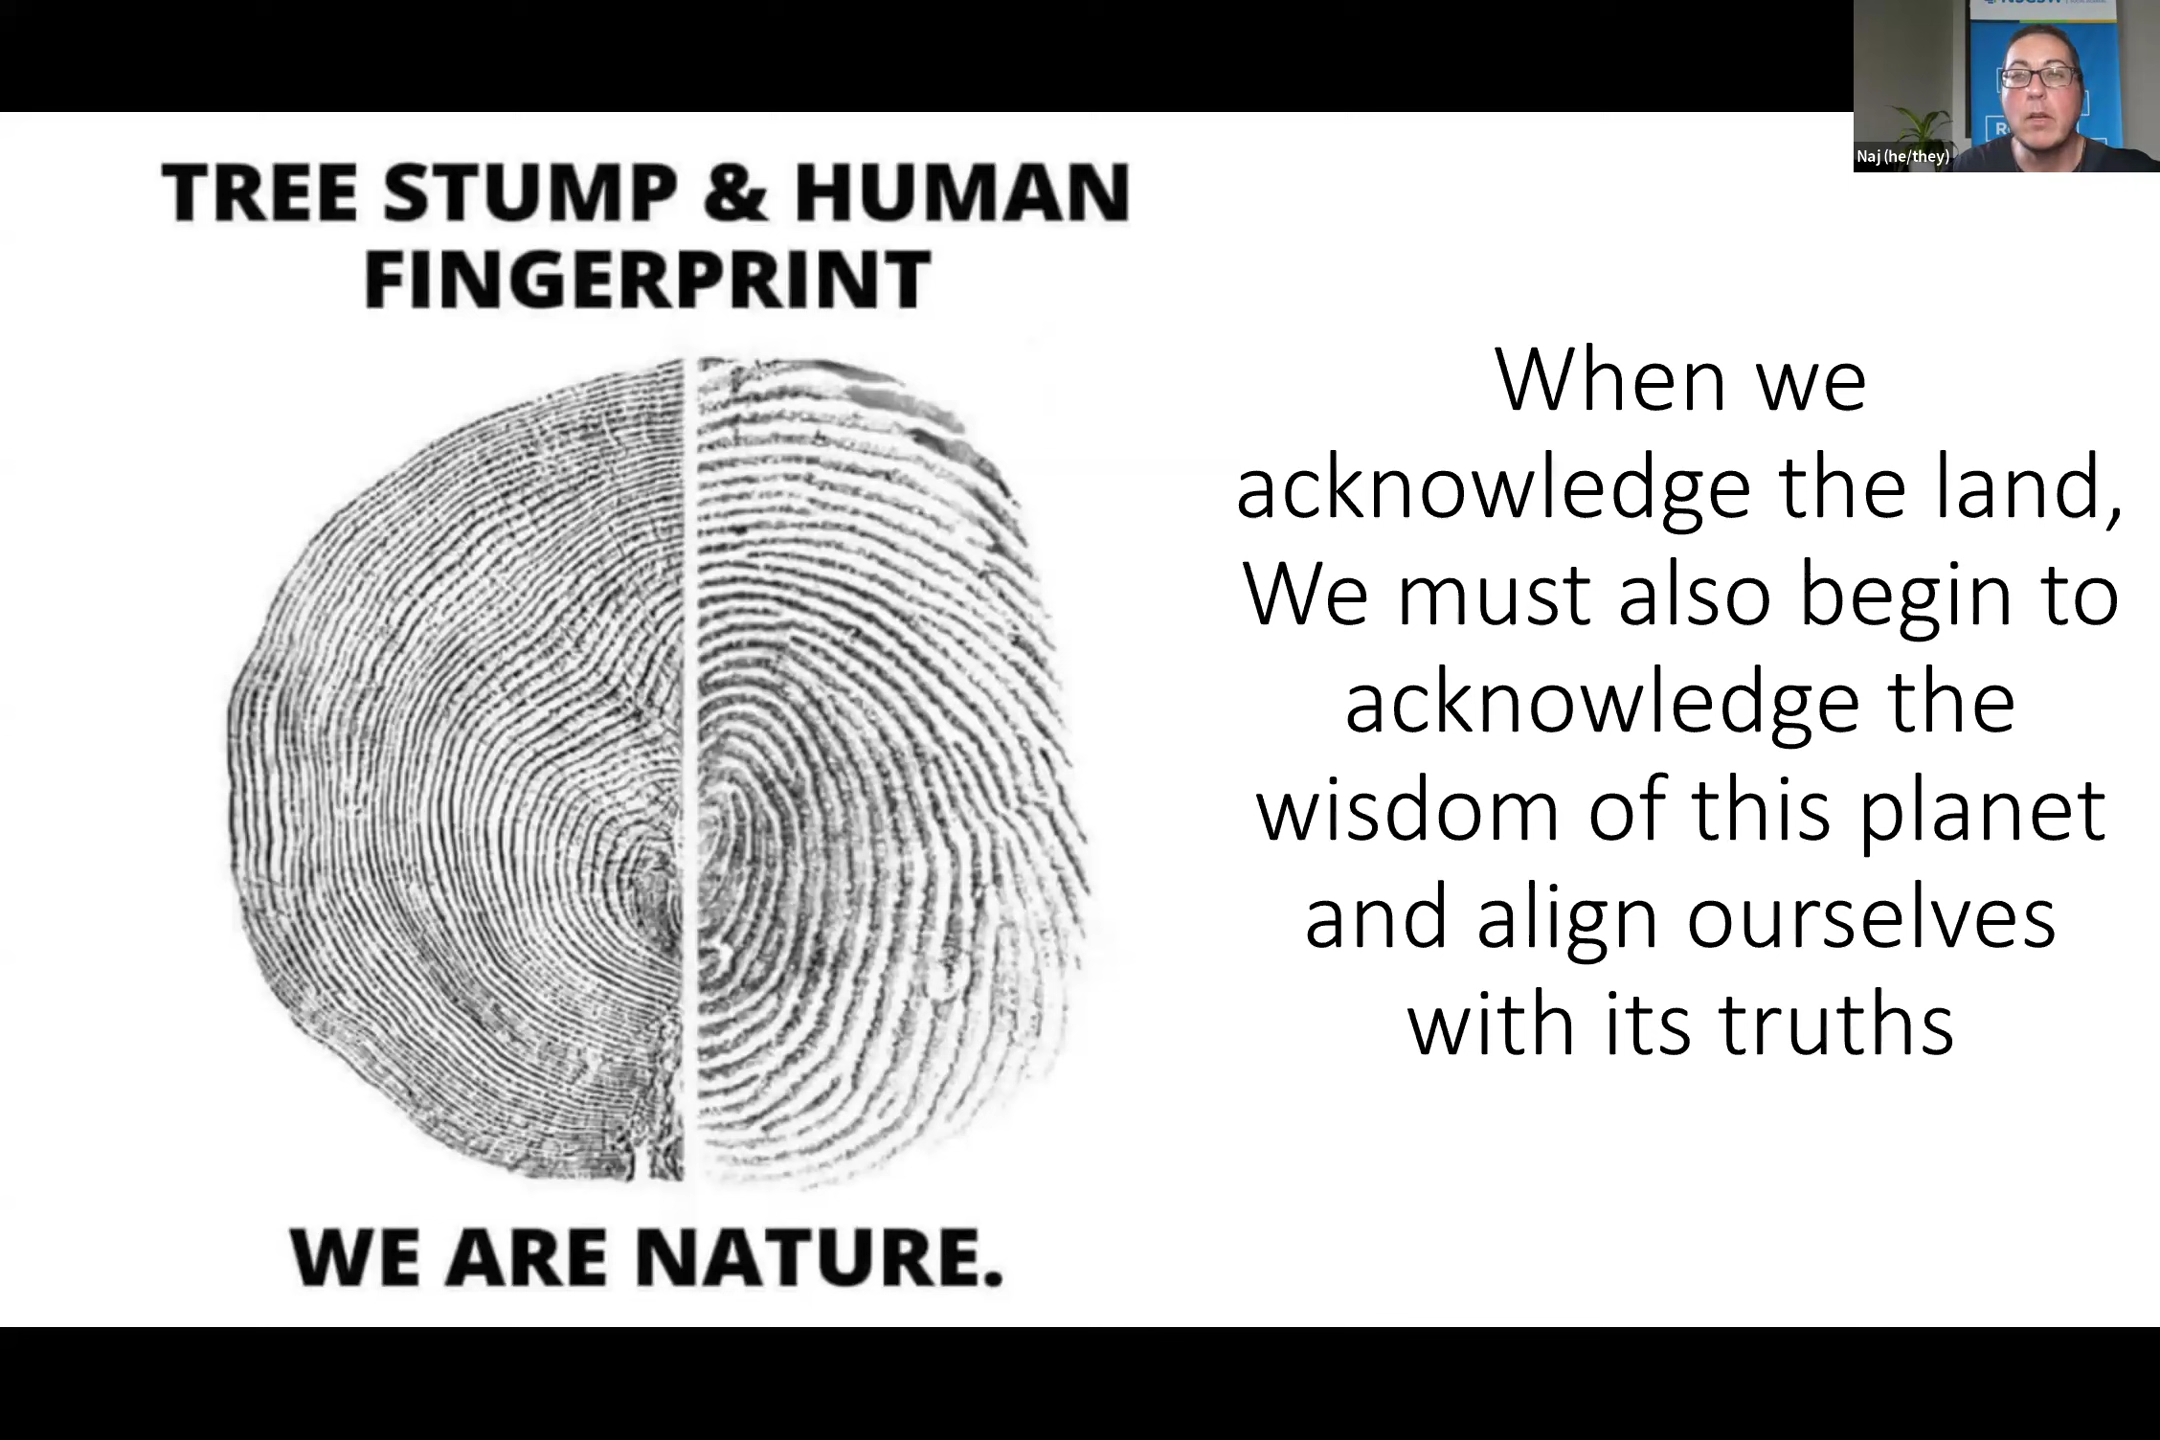 TREE STUMP & HUMAN
FINGERPRINT
WE ARE NATURE.
When we
acknowledge the land,
We must also begin to
acknowledge the
wisdom of this planet
and align ourselves
with its truths
Naj (he/they)